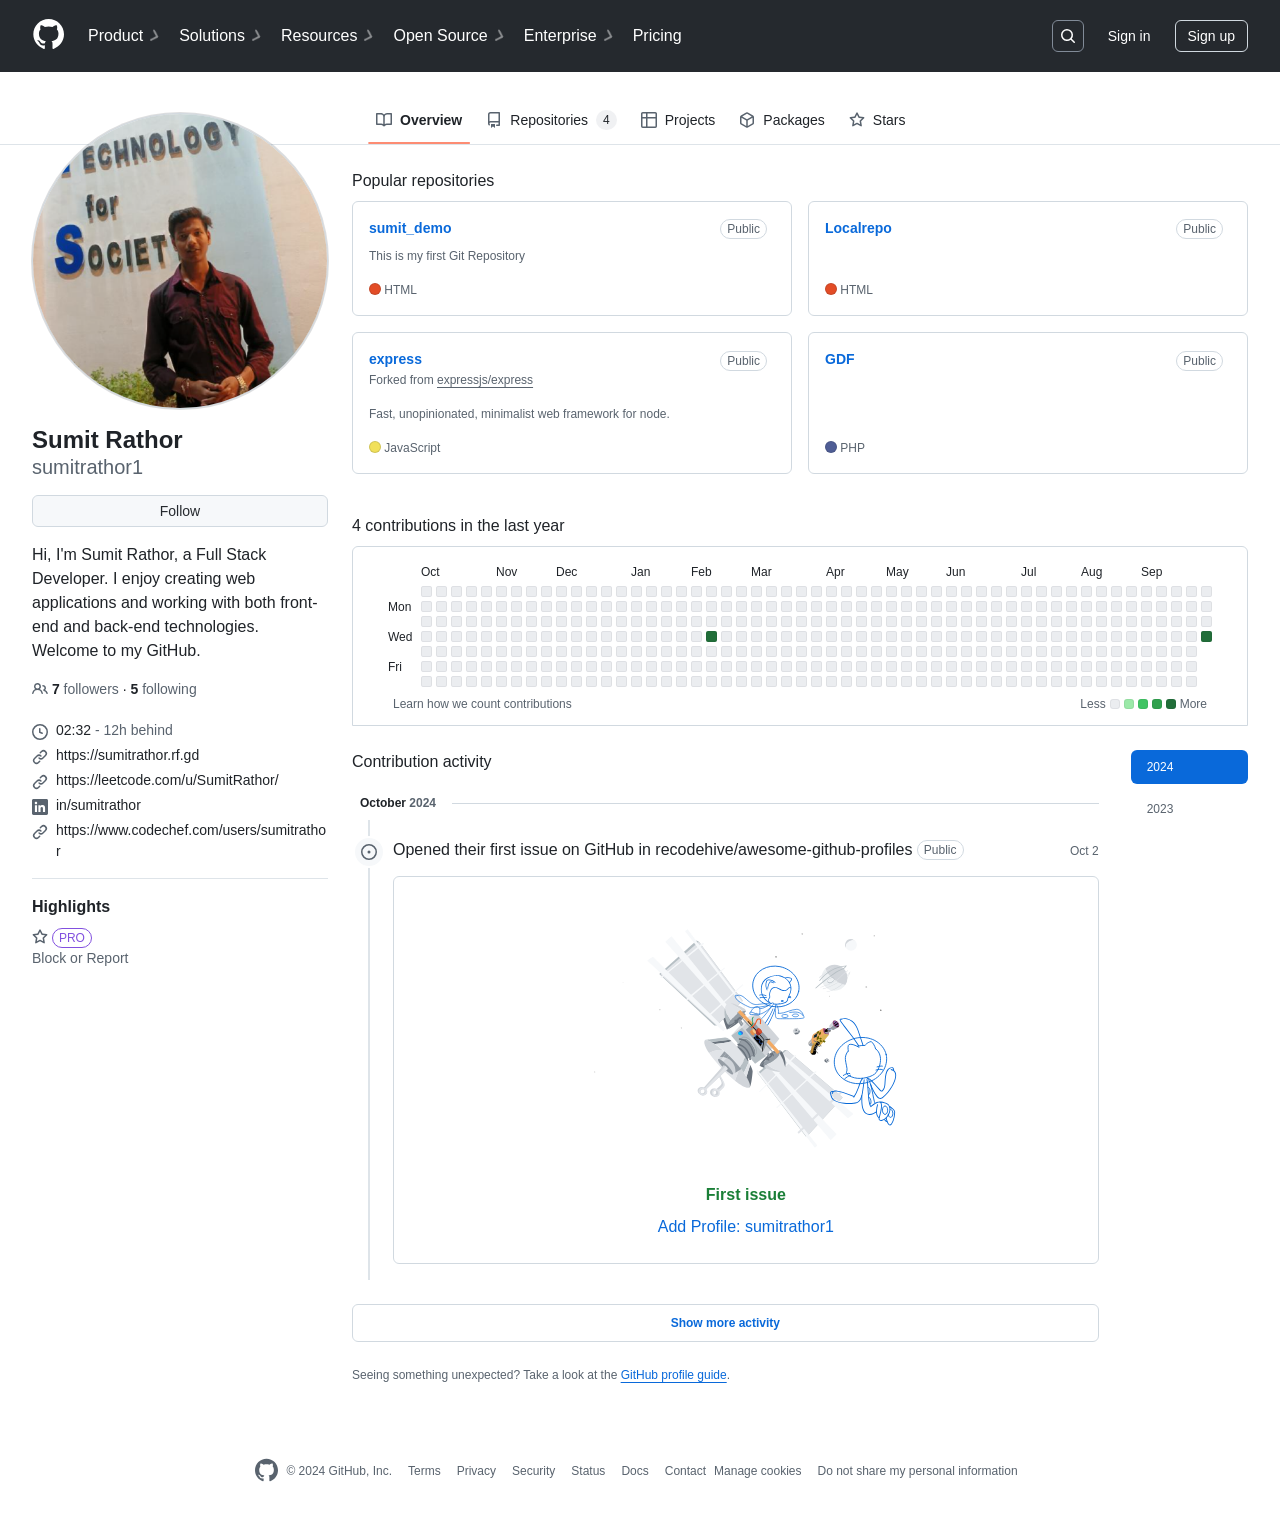 Product
Solutions
Resources
Open Source
Enterprise
Pricing
Sign in
Sign up
Overview
Repositories 4
Projects
Packages
Stars
TECHNOLOGY
for
SOCIET
Sumit Rathor
sumitrathor1
Follow
Hi, I'm Sumit Rathor, a Full Stack
Developer. I enjoy creating web
applications and working with both front-
end and back-end technologies.
Welcome to my GitHub.
7 followers · 5 following
02:32 - 12h behind
https://sumitrathor.rf.gd
https://leetcode.com/u/SumitRathor/
in/sumitrathor
https://www.codechef.com/users/sumitratho
r
Highlights
PRO
Block or Report
Popular repositories
sumit_demo
Public
This is my first Git Repository
HTML
Localrepo
Public
HTML
express
Public
Forked from expressjs/express
Fast, unopinionated, minimalist web framework for node.
JavaScript
GDF
Public
PHP
4 contributions in the last year
Oct Nov Dec Jan Feb Mar Apr May Jun Jul Aug Sep
Mon
Wed
Fri
Learn how we count contributions
Less More
Contribution activity
2024
2023
October 2024
Opened their first issue on GitHub in recodehive/awesome-github-profiles Public
Oct 2
First issue
Add Profile: sumitrathor1
Show more activity
Seeing something unexpected? Take a look at the GitHub profile guide.
© 2024 GitHub, Inc. Terms Privacy Security Status Docs Contact Manage cookies Do not share my personal information